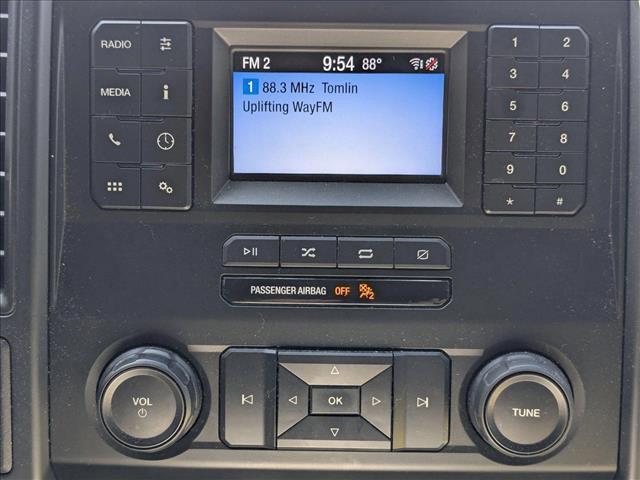 RADIO
MEDIA
i
FM 2 9:54 88°
1 88.3 MHz Tomlin
Uplifting WayFM
1 2
3 4
5 6
7 8
9 0
* #
PASSENGER AIRBAG OFF 2
VOL
OK
TUNE